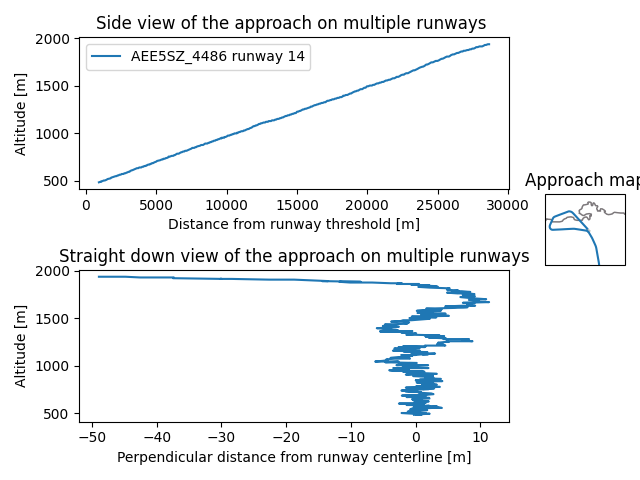 Side view of the approach on multiple runways
2000
1500
1000
500
Altitude [m]
AEE5SZ_4486 runway 14
0 5000 10000 15000 20000 25000 30000
Distance from runway threshold [m]
Approach map
Straight down view of the approach on multiple runways
2000
1500
1000
500
Altitude [m]
−50 −40 −30 −20 −10 0 10
Perpendicular distance from runway centerline [m]